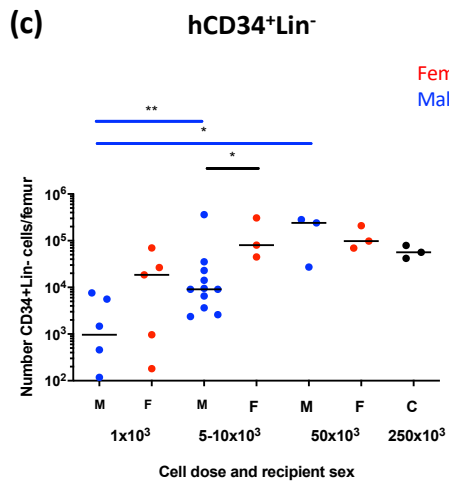 (c)
hCD34⁺Lin⁻
Fem
Mal
**
*
*
Number CD34+Lin- cells/femur
10⁶
10⁵
10⁴
10³
10²
M F M F M F C
1x10³ 5-10x10³ 50x10³ 250x10³
Cell dose and recipient sex